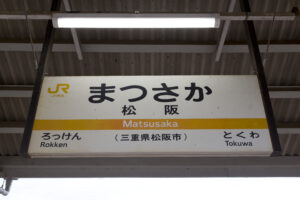 JR
まつさか
松阪
Matsusaka
(三重県松阪市)
ろっけん
Rokken
とくわ
Tokuwa